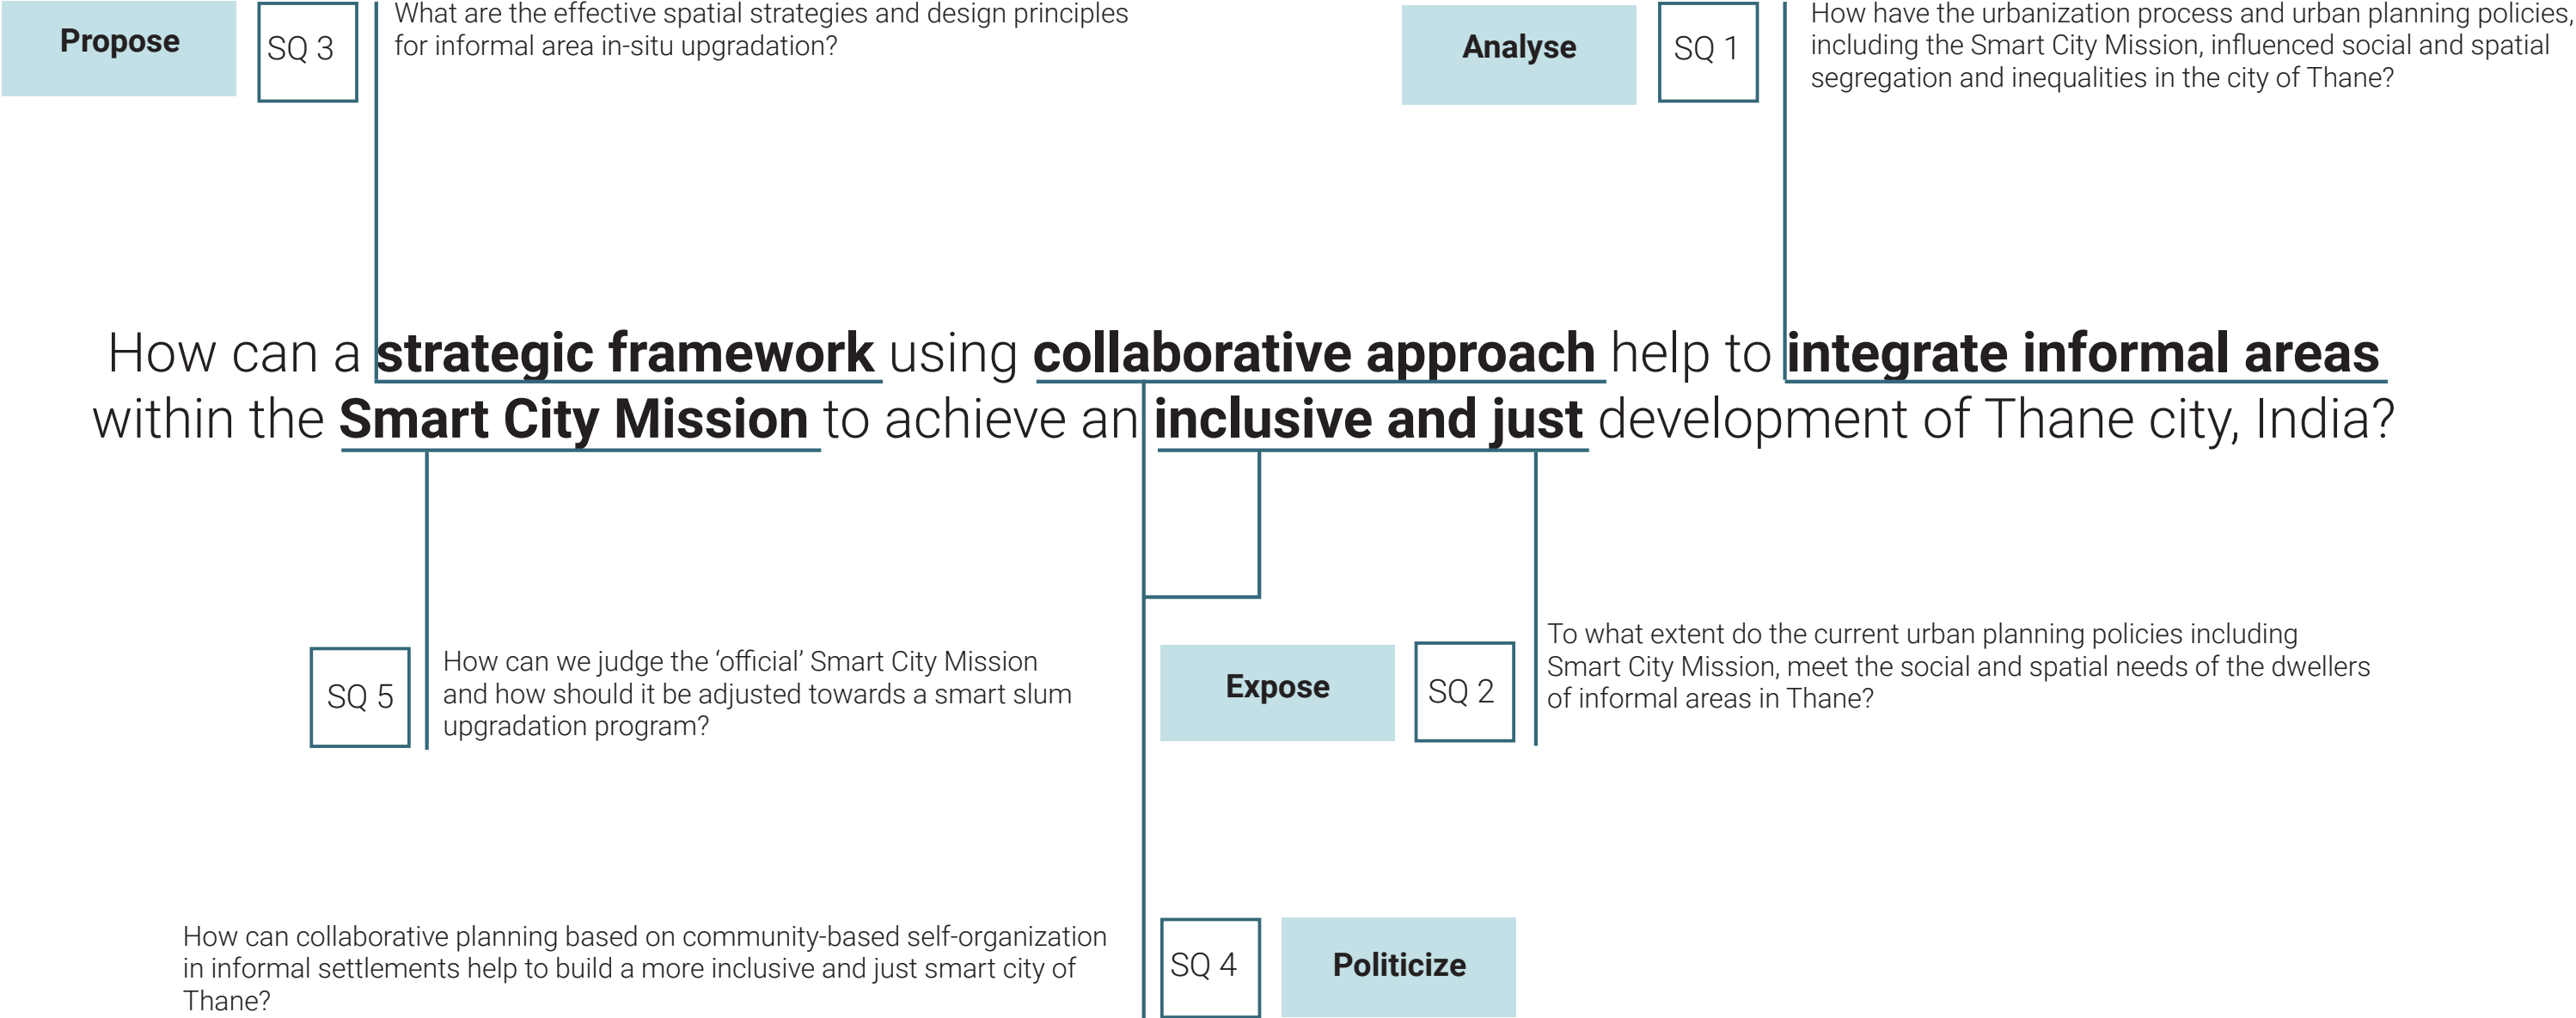 Propose
SQ 3
What are the effective spatial strategies and design principles
for informal area in-situ upgradation?
Analyse
SQ 1
How have the urbanization process and urban planning policies,
including the Smart City Mission, influenced social and spatial
segregation and inequalities in the city of Thane?
How can a strategic framework using collaborative approach help to integrate informal areas
within the Smart City Mission to achieve an inclusive and just development of Thane city, India?
SQ 5
How can we judge the ‘official’ Smart City Mission
and how should it be adjusted towards a smart slum
upgradation program?
Expose
SQ 2
To what extent do the current urban planning policies including
Smart City Mission, meet the social and spatial needs of the dwellers
of informal areas in Thane?
How can collaborative planning based on community-based self-organization
in informal settlements help to build a more inclusive and just smart city of
Thane?
SQ 4
Politicize